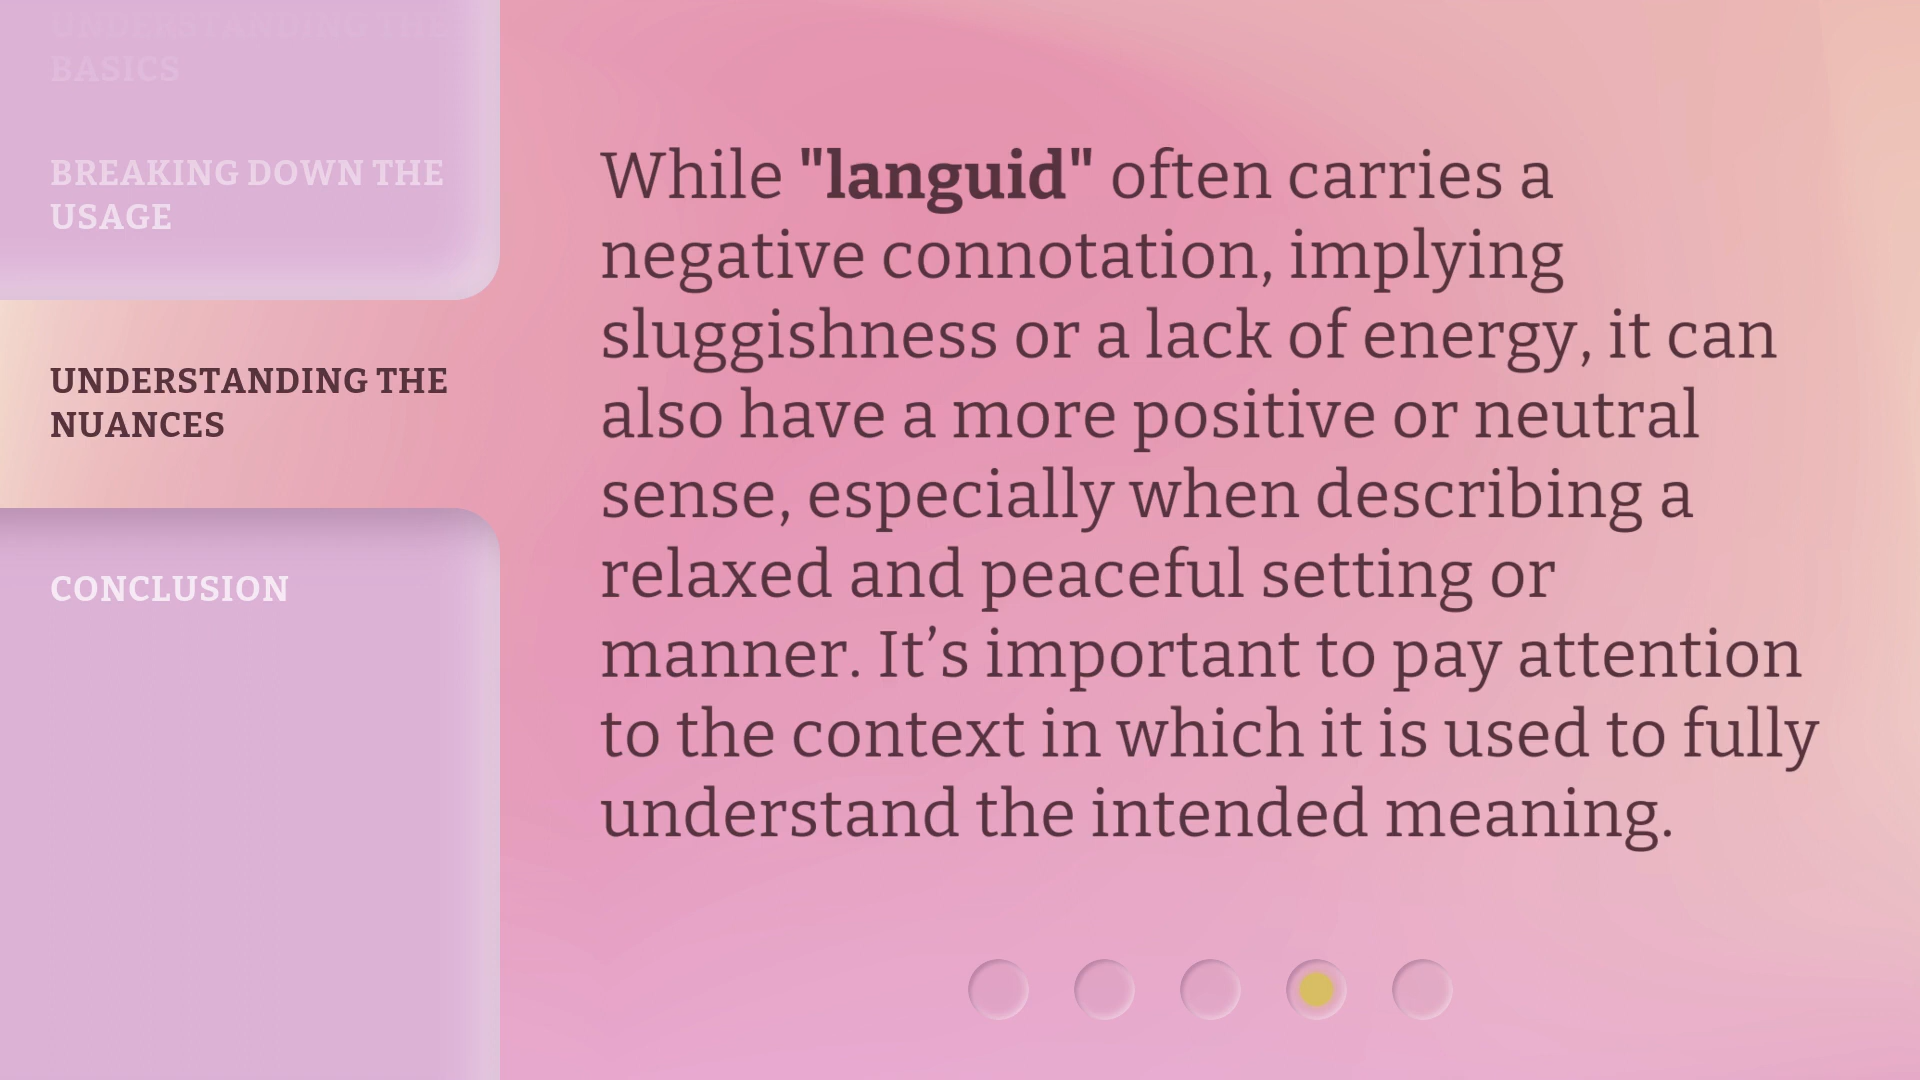 UNDERSTANDING THE
BASICS
BREAKING DOWN THE
USAGE
UNDERSTANDING THE
NUANCES
CONCLUSION
While "languid" often carries a
negative connotation, implying
sluggishness or a lack of energy, it can
also have a more positive or neutral
sense, especially when describing a
relaxed and peaceful setting or
manner. It’s important to pay attention
to the context in which it is used to fully
understand the intended meaning.